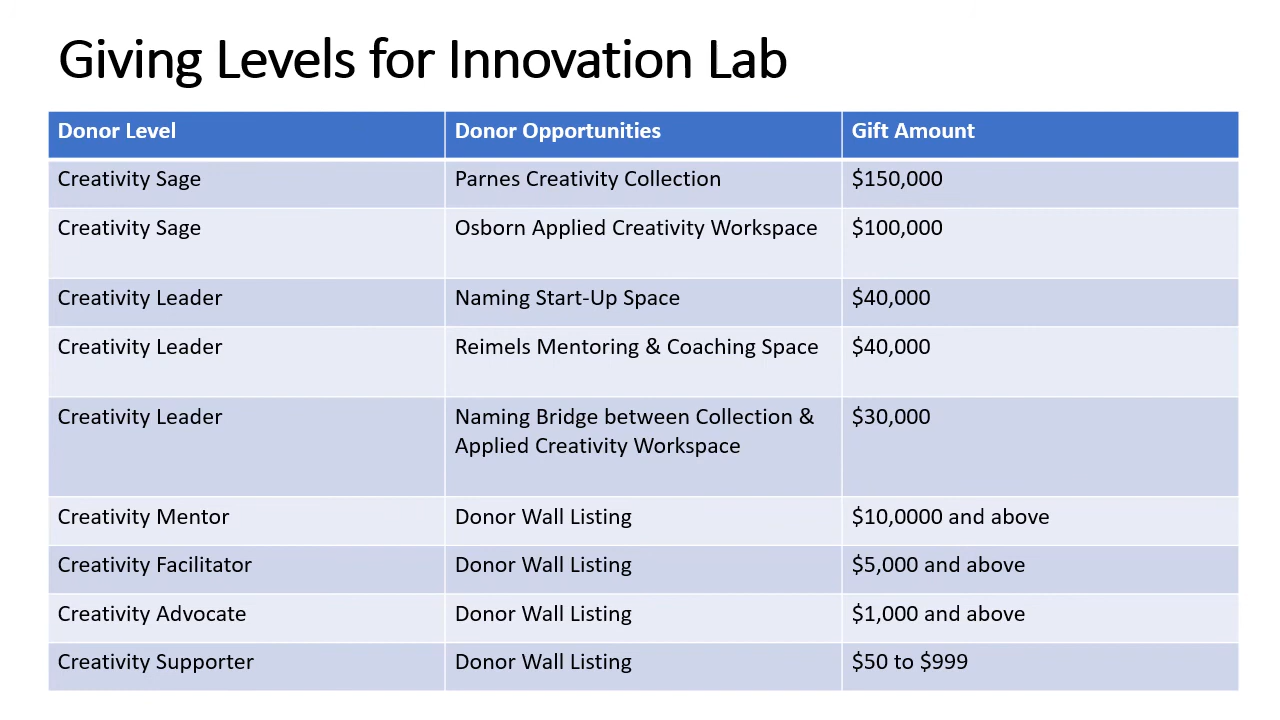 Giving Levels for Innovation Lab
Donor Level Donor Opportunities Gift Amount
Creativity Sage Parnes Creativity Collection $150,000
Creativity Sage Osborn Applied Creativity Workspace $100,000
Creativity Leader Naming Start-Up Space $40,000
Creativity Leader Reimels Mentoring & Coaching Space $40,000
Creativity Leader Naming Bridge between Collection & $30,000
Applied Creativity Workspace
Creativity Mentor Donor Wall Listing $10,0000 and above
Creativity Facilitator Donor Wall Listing $5,000 and above
Creativity Advocate Donor Wall Listing $1,000 and above
Creativity Supporter Donor Wall Listing $50 to $999